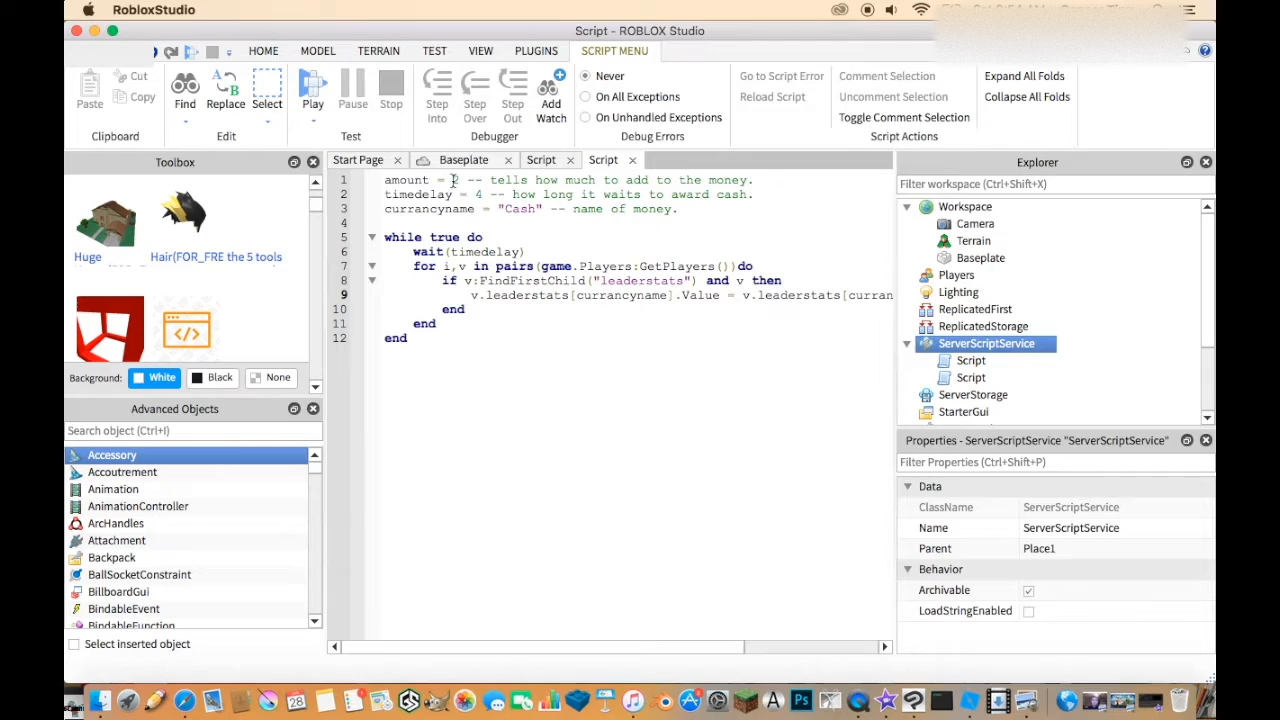 RobloxStudio
Script - ROBLOX Studio
HOME MODEL TERRAIN TEST VIEW PLUGINS SCRIPT MENU
Paste Cut Copy
Clipboard
Find Replace Select
Edit
Play Pause Stop
Test
Step Into Step Over Step Out Add Watch
Debugger
Never
On All Exceptions
On Unhandled Exceptions
Debug Errors
Go to Script Error
Reload Script
Comment Selection
Uncomment Selection
Toggle Comment Selection
Script Actions
Expand All Folds
Collapse All Folds
Toolbox
Huge
Hair(FOR_FRE the 5 tools
Background: White Black None
Advanced Objects
Search object (Ctrl+I)
Accessory
Accoutrement
Animation
AnimationController
ArcHandles
Attachment
Backpack
BallSocketConstraint
BillboardGui
BindableEvent
BindableFunction
Select inserted object
Start Page Baseplate Script Script
1 amount = 2 -- tells how much to add to the money.
2 timedelay = 4 -- how long it waits to award cash.
3 currancyname = "Cash" -- name of money.
4
5 while true do
6 wait(timedelay)
7 for i,v in pairs(game.Players:GetPlayers())do
8 if v:FindFirstChild("leaderstats") and v then
9 v.leaderstats[currancyname].Value = v.leaderstats[curran
10 end
11 end
12 end
Explorer
Filter workspace (Ctrl+Shift+X)
Workspace
Camera
Terrain
Baseplate
Players
Lighting
ReplicatedFirst
ReplicatedStorage
ServerScriptService
Script
Script
ServerStorage
StarterGui
Properties - ServerScriptService "ServerScriptService"
Filter Properties (Ctrl+Shift+P)
Data
ClassName ServerScriptService
Name ServerScriptService
Parent Place1
Behavior
Archivable
LoadStringEnabled
28